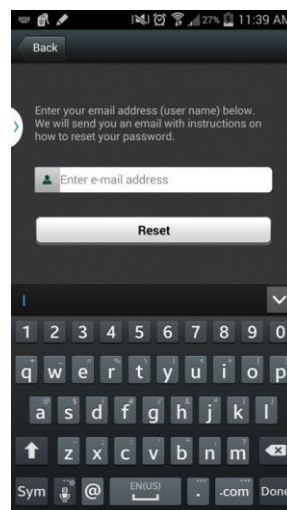 27% 11:39 AM
Back
Enter your email address (user name) below.
We will send you an email with instructions on
how to reset your password.
Enter e-mail address
Reset
1 2 3 4 5 6 7 8 9 0
q w e r t y u i o p
a s d f g h j k l
z x c v b n m
Sym @ EN(US) . .com Done